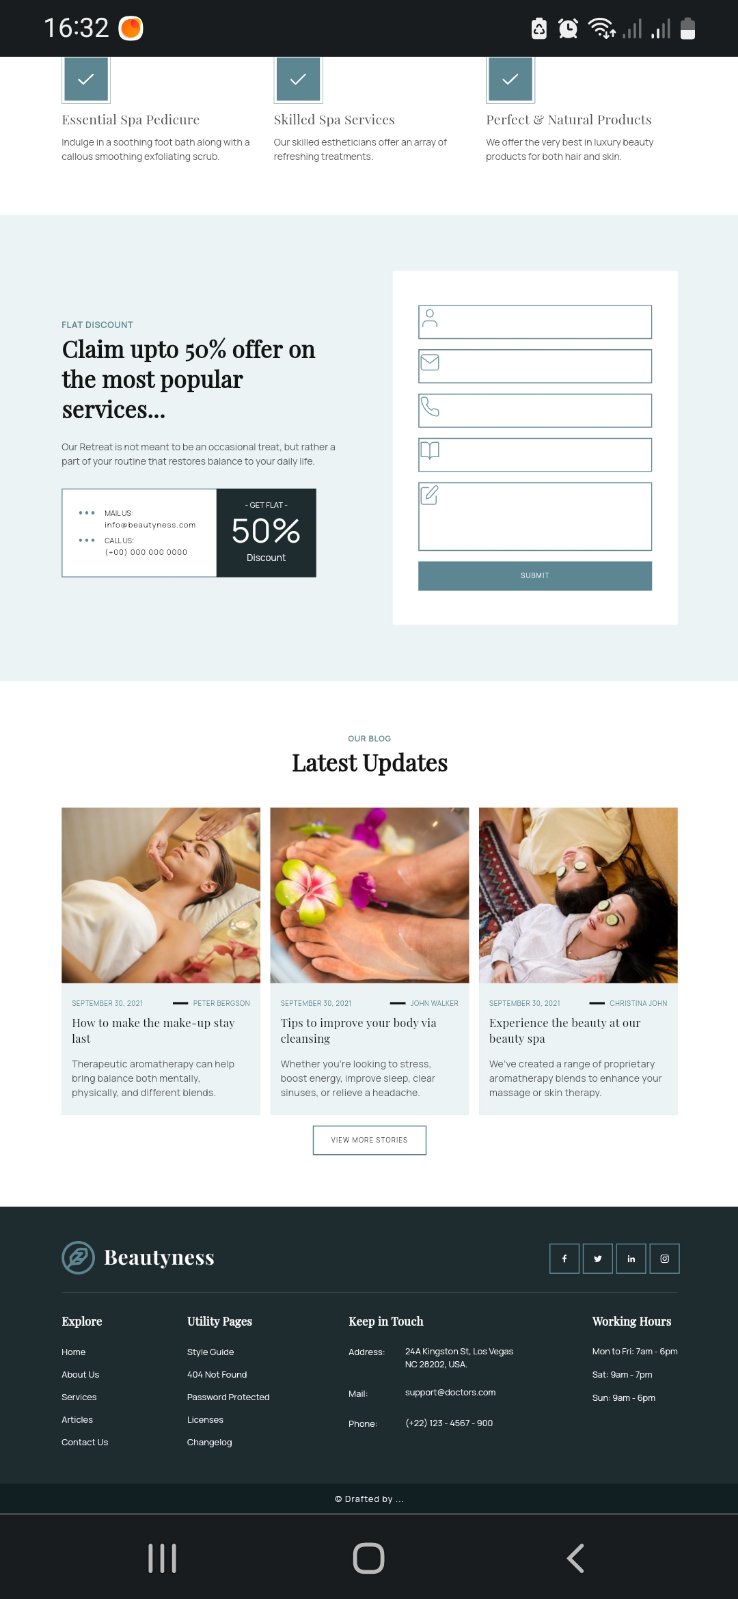 16:32
Essential Spa Pedicure
Indulge in a soothing foot bath along with a
callous smoothing exfoliating scrub.
Skilled Spa Services
Our skilled estheticians offer an array of
refreshing treatments.
Perfect & Natural Products
We offer the very best in luxury beauty
products for both hair and skin.
FLAT DISCOUNT
Claim upto 50% offer on
the most popular
services...
Our Retreat is not meant to be an occasional treat, but rather a
part of your routine that restores balance to your daily life.
MAIL US:
info@beautyness.com
CALL US:
(+00) 000 000 0000
- GET FLAT -
50%
Discount
SUBMIT
OUR BLOG
Latest Updates
SEPTEMBER 30, 2021
PETER BERGSON
How to make the make-up stay
last
Therapeutic aromatherapy can help
bring balance both mentally,
physically, and different blends.
SEPTEMBER 30, 2021
JOHN WALKER
Tips to improve your body via
cleansing
Whether you're looking to stress,
boost energy, improve sleep, clear
sinuses, or relieve a headache.
SEPTEMBER 30, 2021
CHRISTINA JOHN
Experience the beauty at our
beauty spa
We've created a range of proprietary
aromatherapy blends to enhance your
massage or skin therapy.
VIEW MORE STORIES
Beautyness
Explore
Home
About Us
Services
Articles
Contact Us
Utility Pages
Style Guide
404 Not Found
Password Protected
Licenses
Changelog
Keep in Touch
Address: 24A Kingston St, Los Vegas
NC 28202, USA.
Mail: support@doctors.com
Phone: (+22) 123 - 4567 - 900
Working Hours
Mon to Fri: 7am - 6pm
Sat: 9am - 7pm
Sun: 9am - 6pm
© Drafted by ...